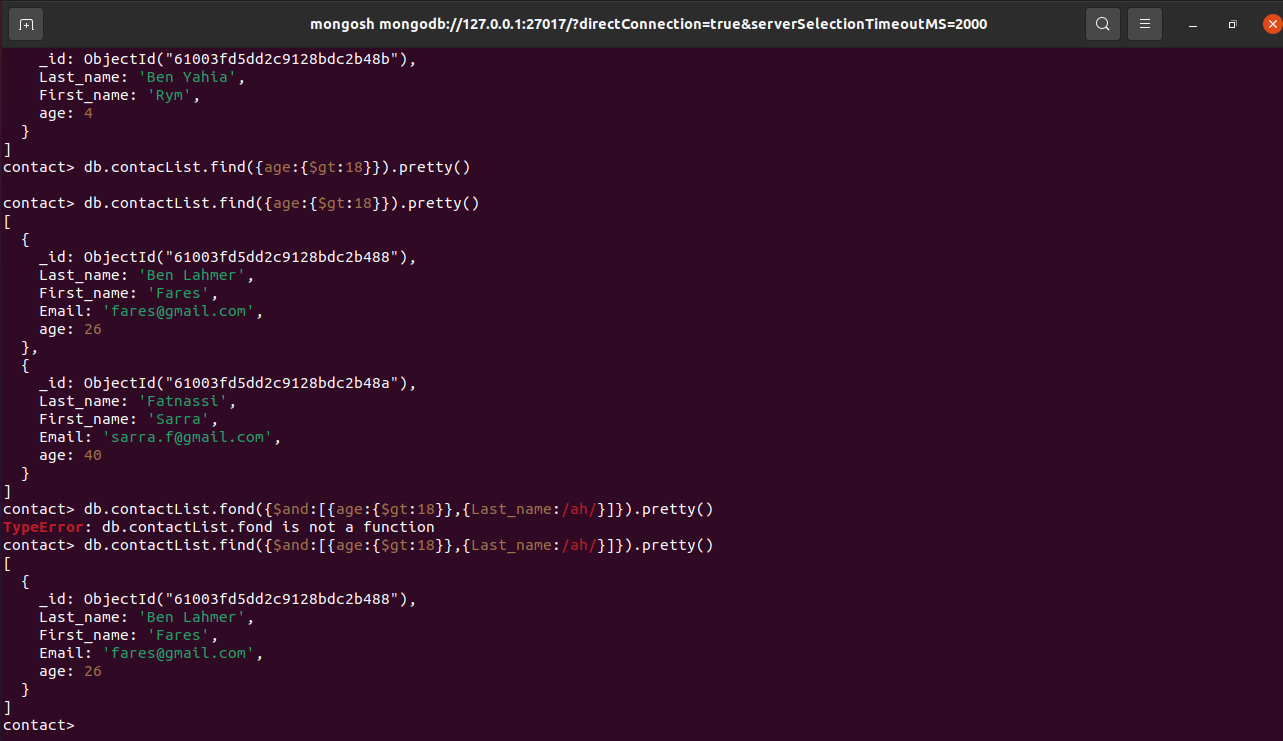 mongosh mongodb://127.0.0.1:27017/?directConnection=true&serverSelectionTimeoutMS=2000
    _id: ObjectId("61003fd5dd2c9128bdc2b48b"),
    Last_name: 'Ben Yahia',
    First_name: 'Rym',
    age: 4
  }
]
contact> db.contacList.find({age:{$gt:18}}).pretty()

contact> db.contactList.find({age:{$gt:18}}).pretty()
[
  {
    _id: ObjectId("61003fd5dd2c9128bdc2b488"),
    Last_name: 'Ben Lahmer',
    First_name: 'Fares',
    Email: 'fares@gmail.com',
    age: 26
  },
  {
    _id: ObjectId("61003fd5dd2c9128bdc2b48a"),
    Last_name: 'Fatnassi',
    First_name: 'Sarra',
    Email: 'sarra.f@gmail.com',
    age: 40
  }
]
contact> db.contactList.fond({$and:[{age:{$gt:18}},{Last_name:/ah/}]}).pretty()
TypeError: db.contactList.fond is not a function
contact> db.contactList.find({$and:[{age:{$gt:18}},{Last_name:/ah/}]}).pretty()
[
  {
    _id: ObjectId("61003fd5dd2c9128bdc2b488"),
    Last_name: 'Ben Lahmer',
    First_name: 'Fares',
    Email: 'fares@gmail.com',
    age: 26
  }
]
contact>